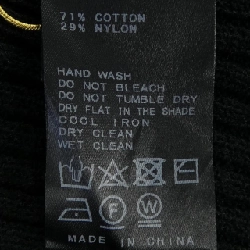 71% COTTON
29% NYLON
HAND WASH
DO NOT BLEACH
DO NOT TUMBLE DRY
DRY FLAT IN THE SHADE
COOL IRON
DRY CLEAN
WET CLEAN
F W
MADE IN CHINA